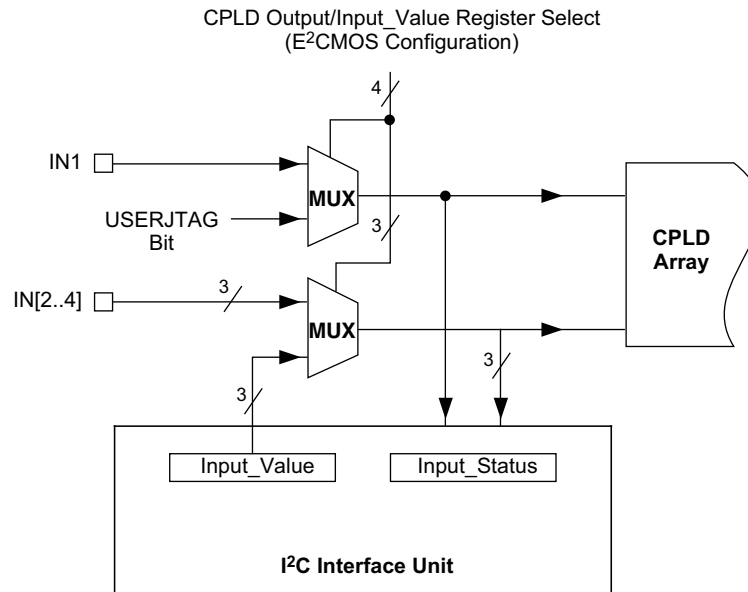 CPLD Output/Input_Value Register Select
(E²CMOS Configuration)
4
IN1
MUX
USERJTAG
Bit
3
CPLD
Array
IN[2..4]
3
MUX
3
3
Input_Value
Input_Status
I²C Interface Unit